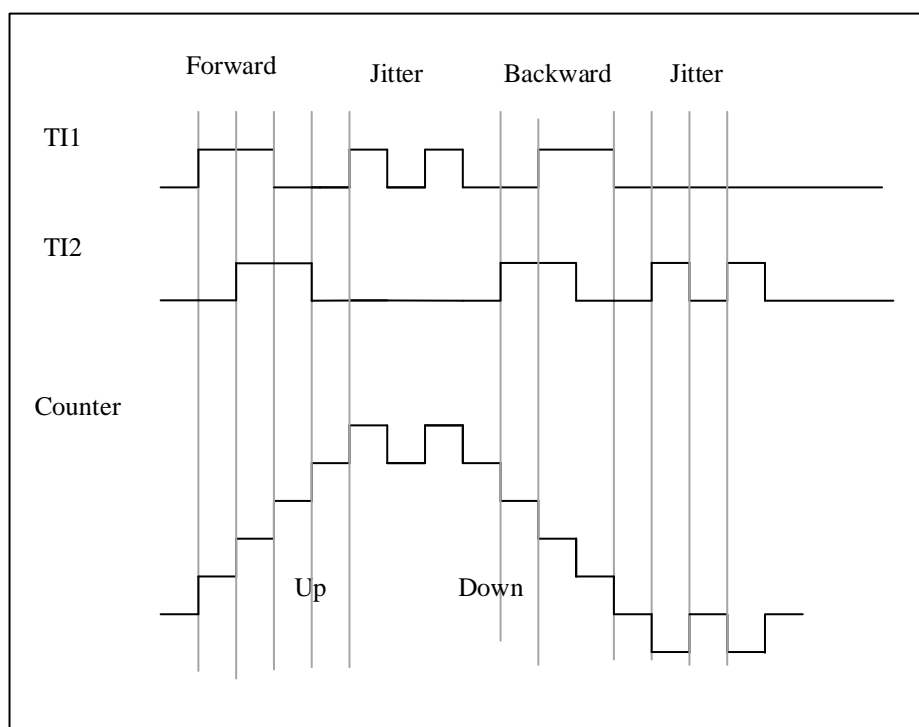 Forward
Jitter
Backward
Jitter
TI1
TI2
Counter
Up
Down